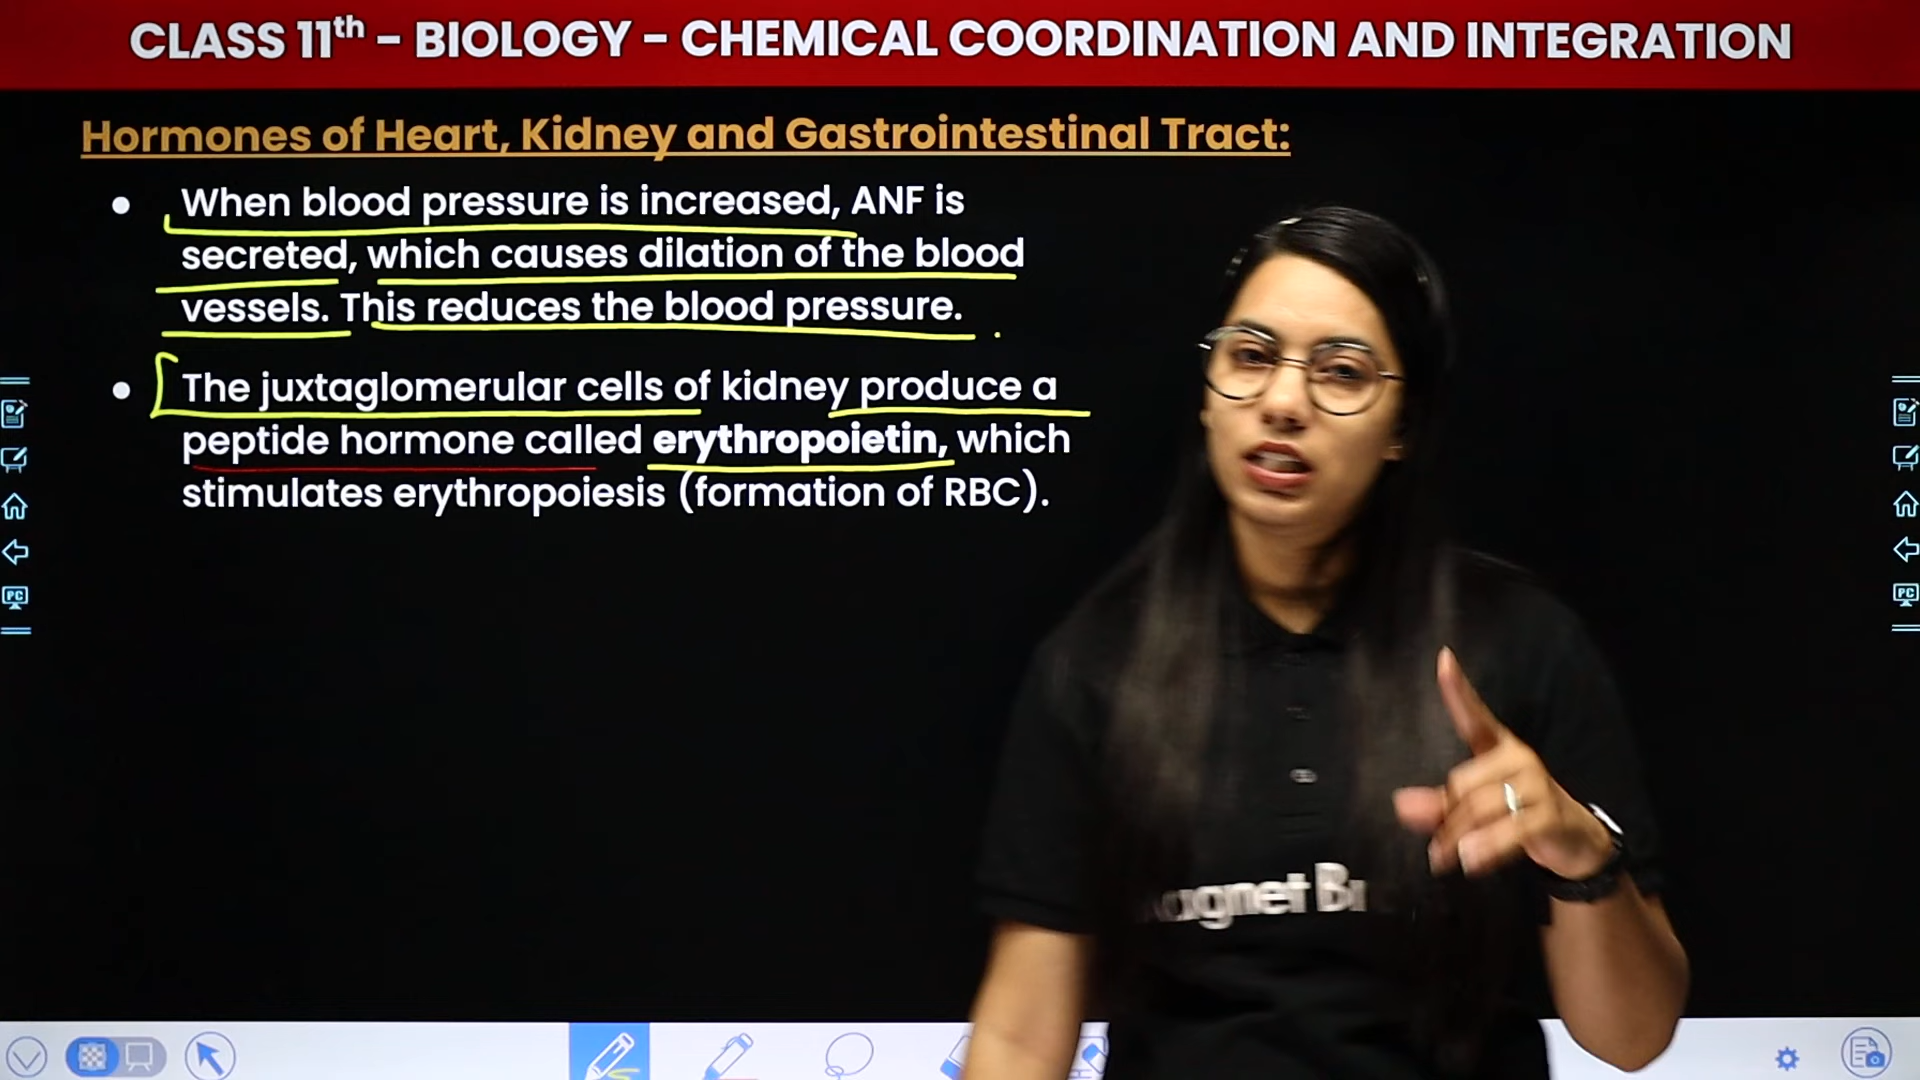 CLASS 11th - BIOLOGY - CHEMICAL COORDINATION AND INTEGRATION
Hormones of Heart, Kidney and Gastrointestinal Tract:
● When blood pressure is increased, ANF is
secreted, which causes dilation of the blood
vessels. This reduces the blood pressure.
● The juxtaglomerular cells of kidney produce a
peptide hormone called erythropoietin, which
stimulates erythropoiesis (formation of RBC).
PC
PC